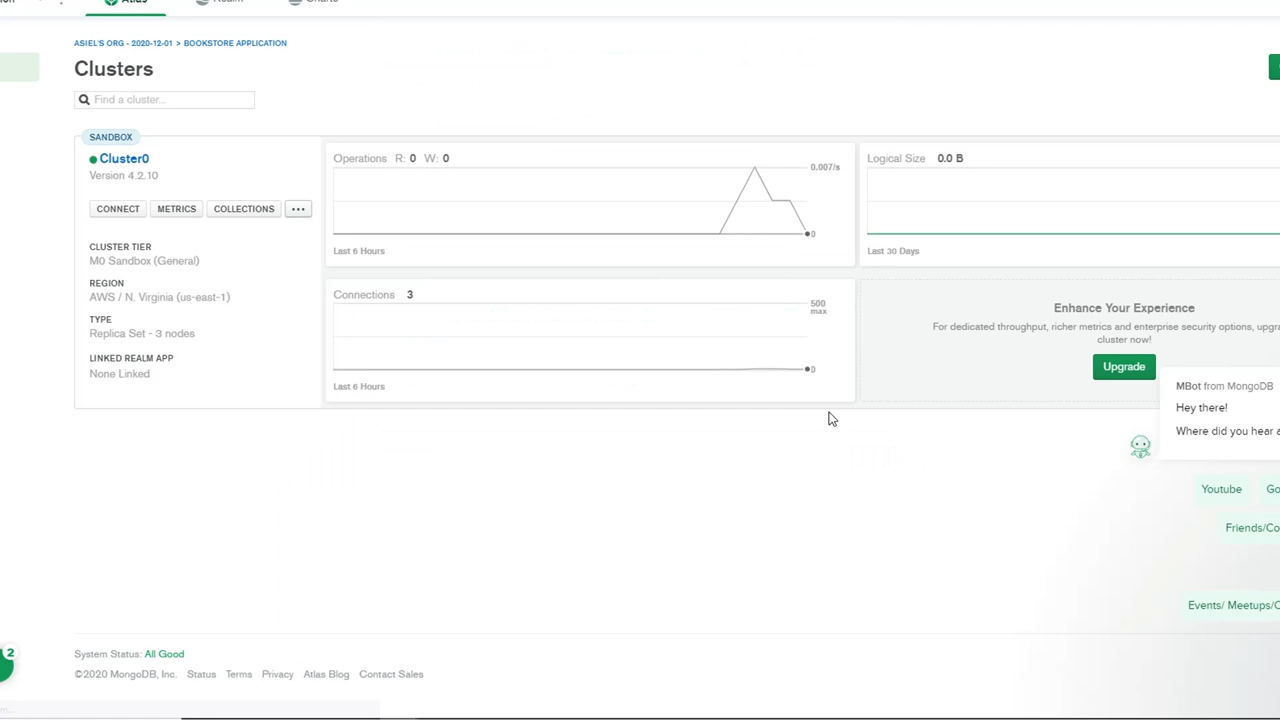 Atlas
Realm
Charts
ASIEL'S ORG - 2020-12-01 > BOOKSTORE APPLICATION
Clusters
Find a cluster...
SANDBOX
Cluster0
Version 4.2.10
CONNECT METRICS COLLECTIONS ...
CLUSTER TIER
M0 Sandbox (General)
REGION
AWS / N. Virginia (us-east-1)
TYPE
Replica Set - 3 nodes
LINKED REALM APP
None Linked
Operations R: 0 W: 0
0.007/s
0
Last 6 Hours
Logical Size 0.0 B
Last 30 Days
Connections 3
500
max
0
Last 6 Hours
Enhance Your Experience
For dedicated throughput, richer metrics and enterprise security options,
cluster now!
Upgrade
MBot from MongoDB
Hey there!
Where did you hear
Youtube
Events/ Meetups/
2
System Status: All Good
©2020 MongoDB, Inc. Status Terms Privacy Atlas Blog Contact Sales